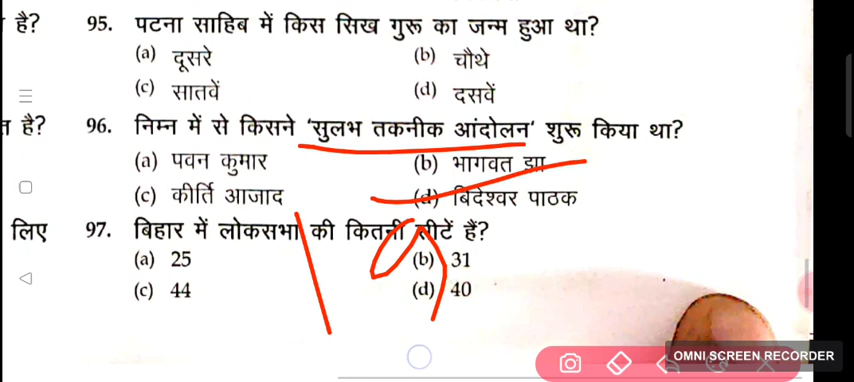 है? 95. पटना साहिब में किस सिख गुरू का जन्म हुआ था?
(a) दूसरे (b) चौथे
(c) सातवें (d) दसवें
त है? 96. निम्न में से किसने 'सुलभ तकनीक आंदोलन' शुरू किया था?
(a) पवन कुमार (b) भागवत झा
(c) कीर्ति आजाद (d) बिंदेश्वर पाठक
लिए 97. बिहार में लोकसभा की कितनी सीटें हैं?
(a) 25 (b) 31
(c) 44 (d) 40
OMNI SCREEN RECORDER